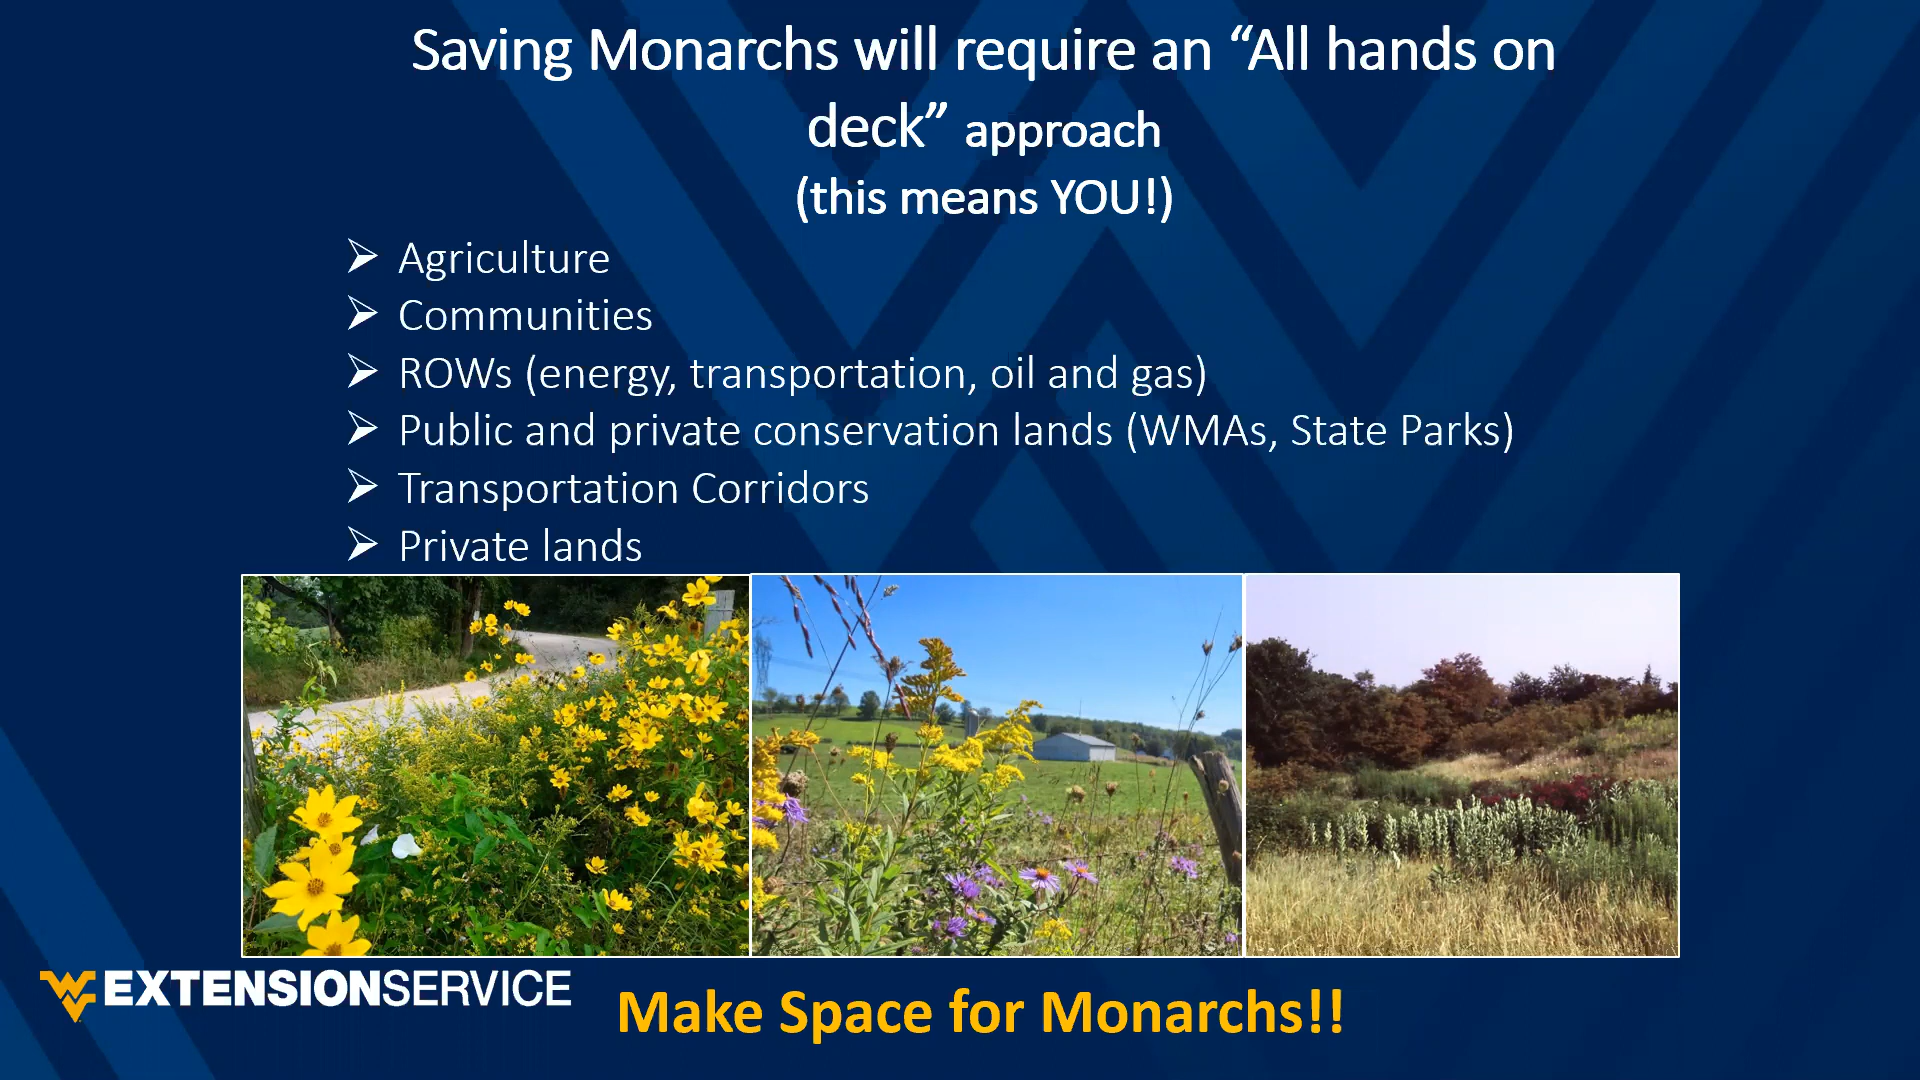 Saving Monarchs will require an “All hands on
deck” approach
(this means YOU!)
Agriculture
Communities
ROWs (energy, transportation, oil and gas)
Public and private conservation lands (WMAs, State Parks)
Transportation Corridors
Private lands
WV EXTENSIONSERVICE
Make Space for Monarchs!!